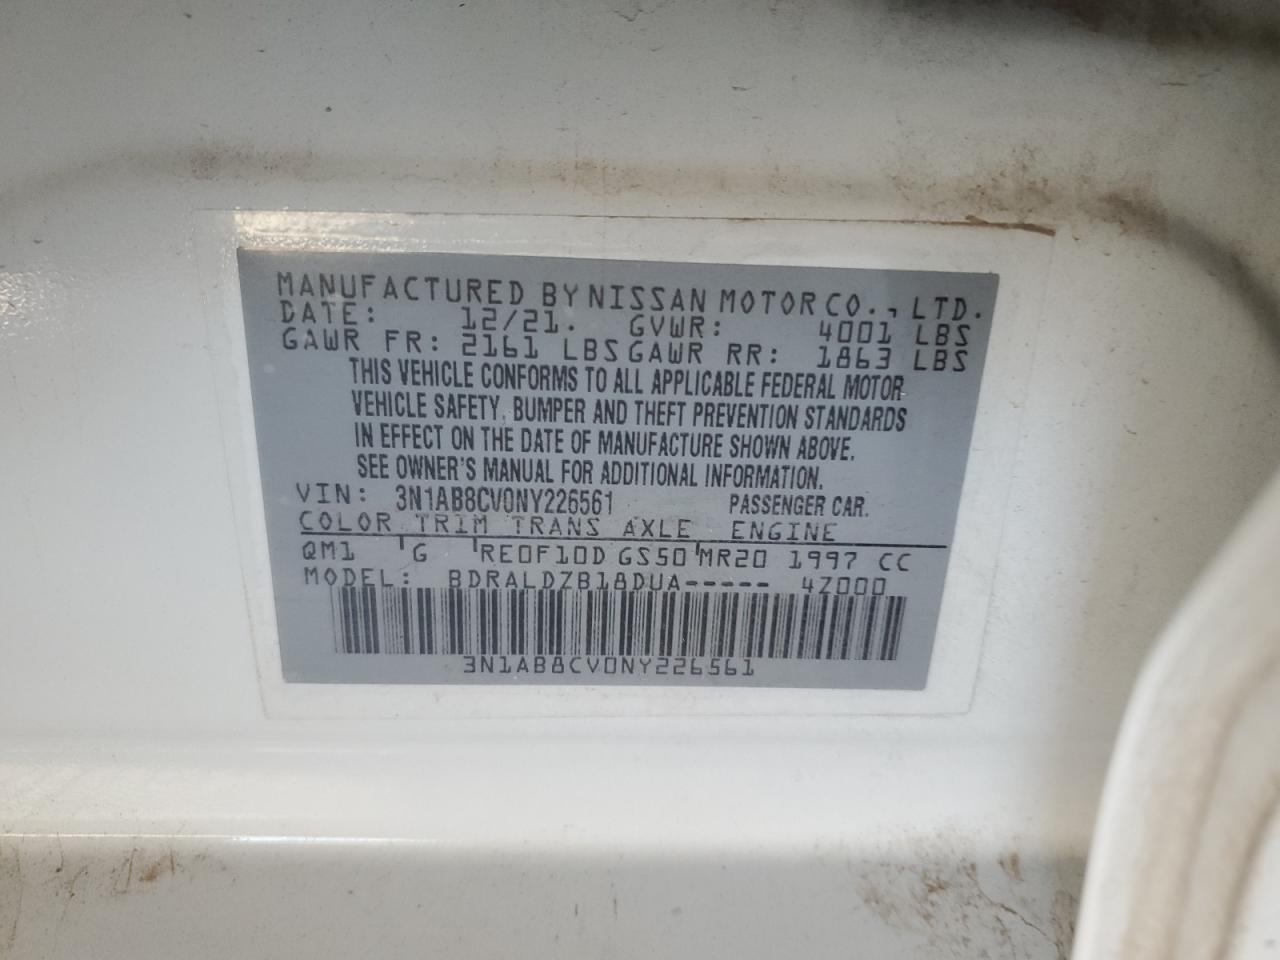 MANUFACTURED BY NISSAN MOTOR CO., LTD.
DATE: 12/21. GVWR: 4001 LBS
GAWR FR: 2161 LBS GAWR RR: 1863 LBS
THIS VEHICLE CONFORMS TO ALL APPLICABLE FEDERAL MOTOR
VEHICLE SAFETY, BUMPER AND THEFT PREVENTION STANDARDS
IN EFFECT ON THE DATE OF MANUFACTURE SHOWN ABOVE.
SEE OWNER'S MANUAL FOR ADDITIONAL INFORMATION.
VIN: 3N1AB8CV0NY226561 PASSENGER CAR.
COLOR TRIM TRANS AXLE ENGINE
QM1 G RE0F10D GS50 MR20 1997 CC
MODEL: BDRALDZB18DUA----- 4Z000
3N1AB8CV0NY226561